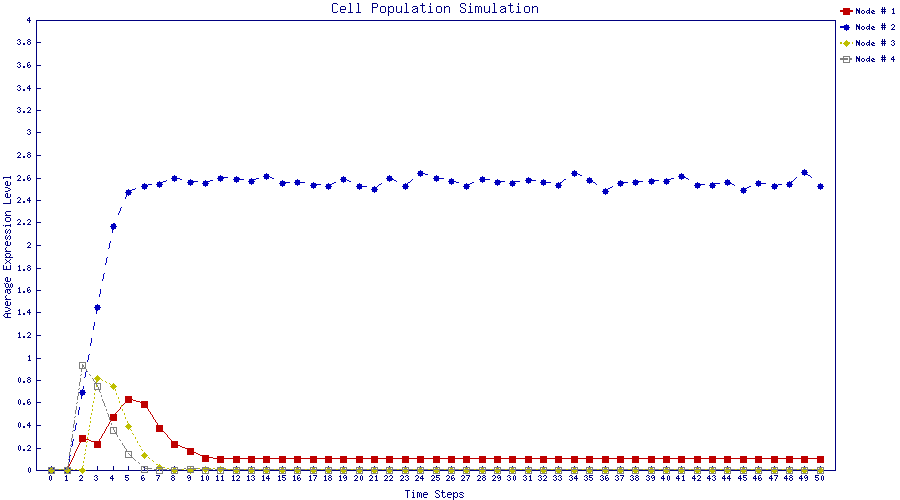 Cell Population Simulation
Node # 1
Node # 2
Node # 3
Node # 4
Average Expression Level
4
3.8
3.6
3.4
3.2
3
2.8
2.6
2.4
2.2
2
1.8
1.6
1.4
1.2
1
0.8
0.6
0.4
0.2
0
0 1 2 3 4 5 6 7 8 9 10 11 12 13 14 15 16 17 18 19 20 21 22 23 24 25 26 27 28 29 30 31 32 33 34 35 36 37 38 39 40 41 42 43 44 45 46 47 48 49 50
Time Steps